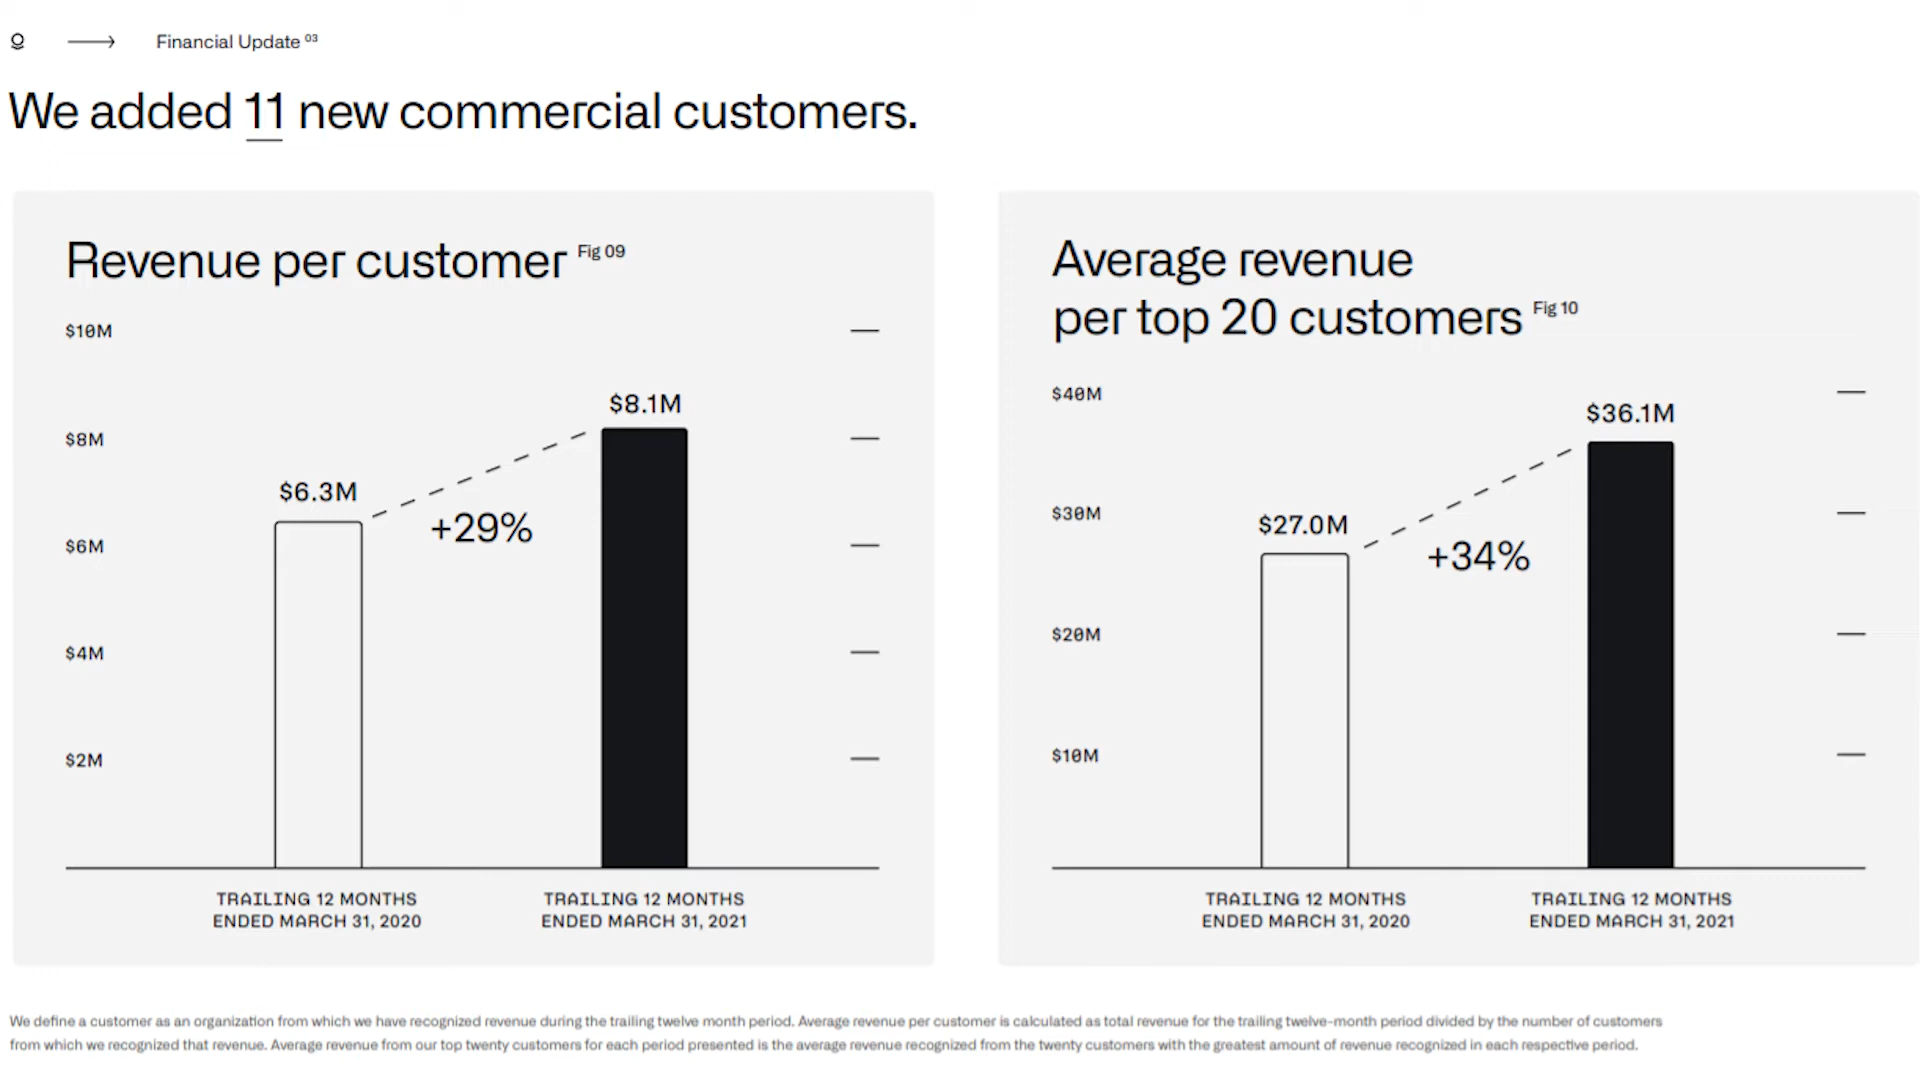 Financial Update 03
We added 11 new commercial customers.
Revenue per customer Fig 09
$10M
$8M
$6M
$4M
$2M
$6.3M
+29%
$8.1M
TRAILING 12 MONTHS
ENDED MARCH 31, 2020
TRAILING 12 MONTHS
ENDED MARCH 31, 2021
Average revenue
per top 20 customers Fig 10
$40M
$30M
$20M
$10M
$27.0M
+34%
$36.1M
TRAILING 12 MONTHS
ENDED MARCH 31, 2020
TRAILING 12 MONTHS
ENDED MARCH 31, 2021
We define a customer as an organization from which we have recognized revenue during the trailing twelve month period. Average revenue per customer is calculated as total revenue for the trailing twelve-month period divided by the number of customers
from which we recognized that revenue. Average revenue from our top twenty customers for each period presented is the average revenue recognized from the twenty customers with the greatest amount of revenue recognized in each respective period.